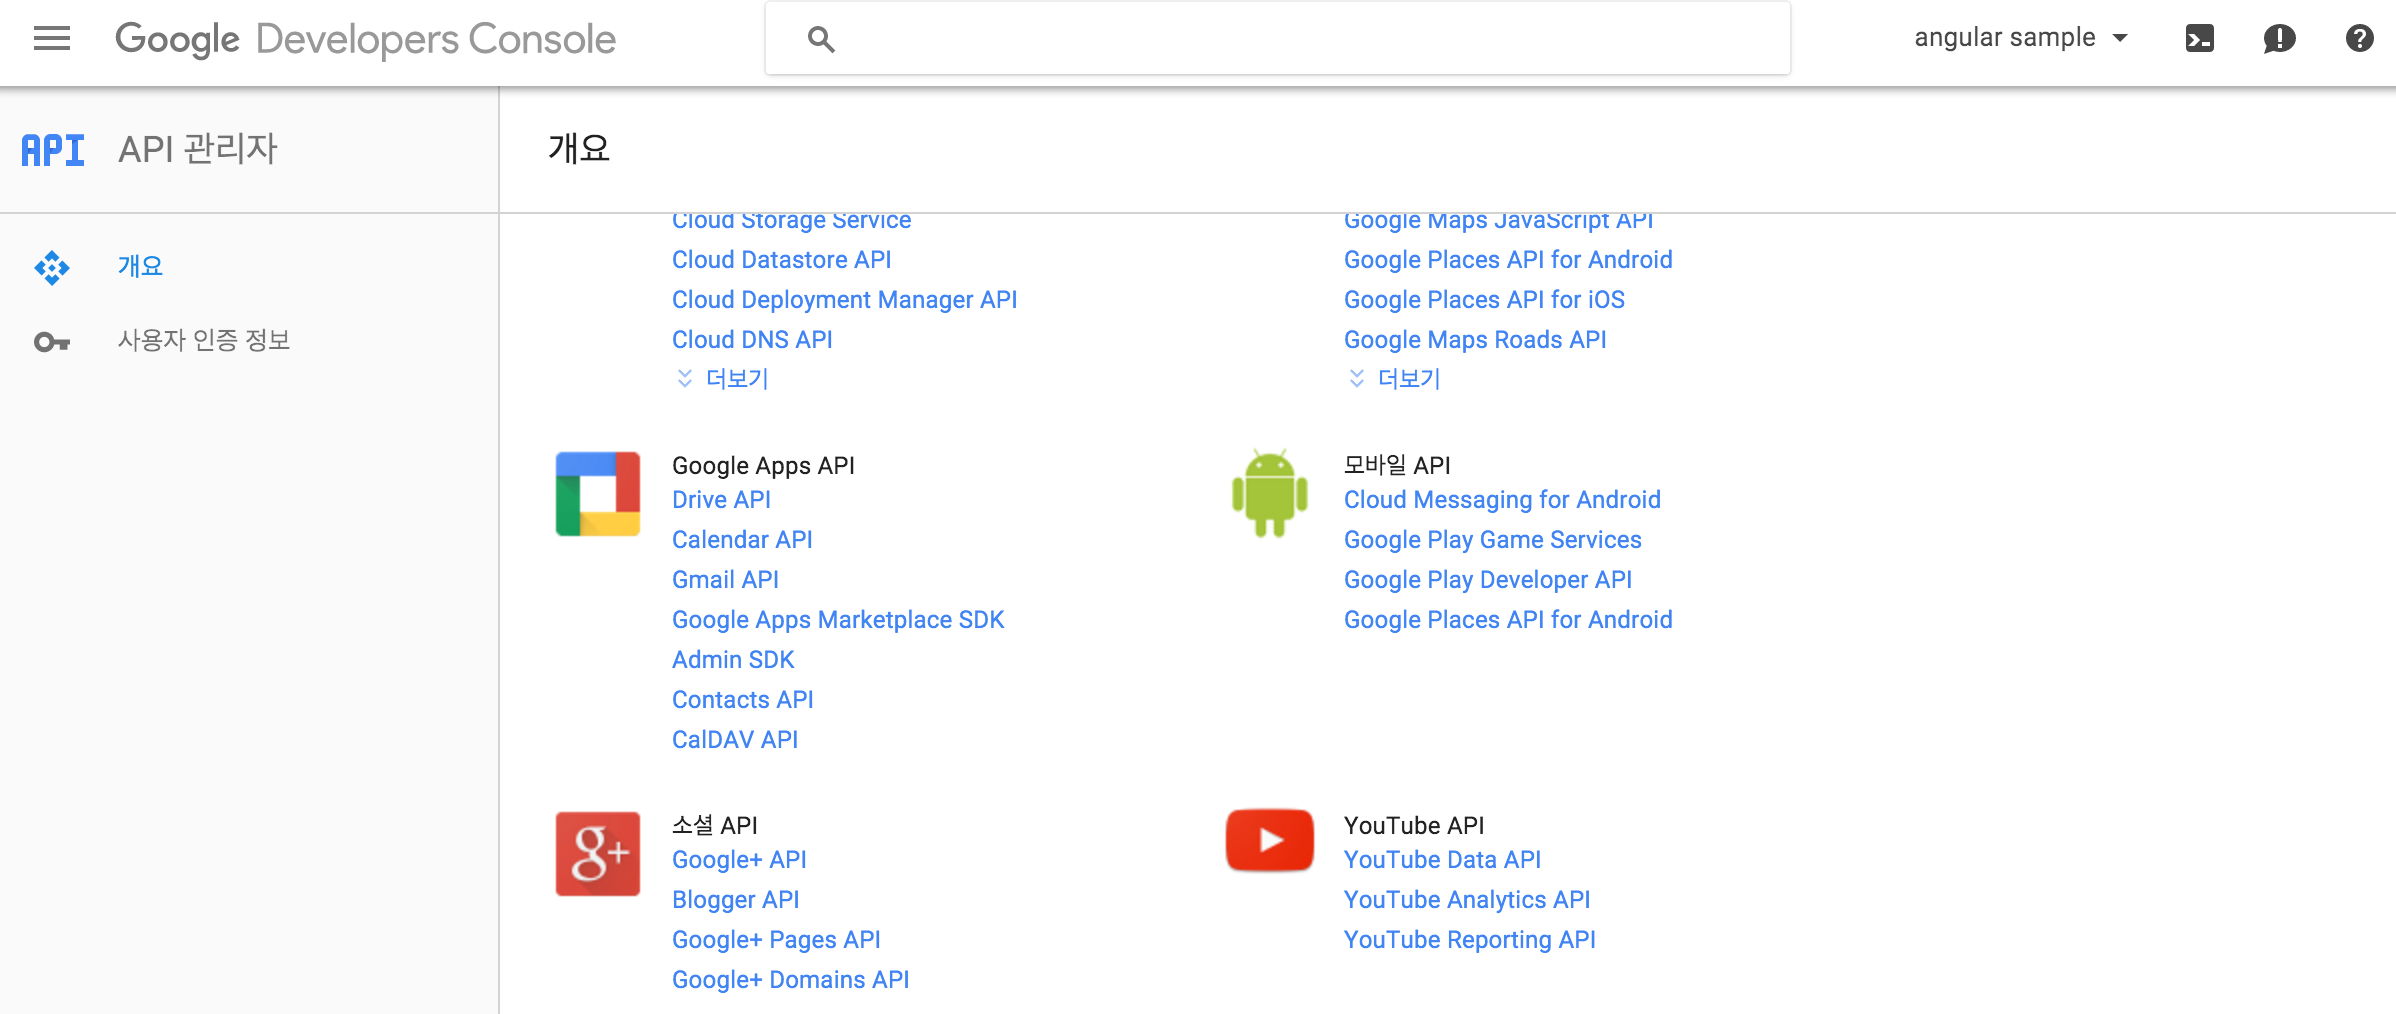 Google Developers Console
angular sample
API API 관리자
개요
사용자 인증 정보
개요
Cloud Storage Service
Cloud Datastore API
Cloud Deployment Manager API
Cloud DNS API
더보기
Google Maps JavaScript API
Google Places API for Android
Google Places API for iOS
Google Maps Roads API
더보기
Google Apps API
Drive API
Calendar API
Gmail API
Google Apps Marketplace SDK
Admin SDK
Contacts API
CalDAV API
모바일 API
Cloud Messaging for Android
Google Play Game Services
Google Play Developer API
Google Places API for Android
g+
소셜 API
Google+ API
Blogger API
Google+ Pages API
Google+ Domains API
YouTube API
YouTube Data API
YouTube Analytics API
YouTube Reporting API